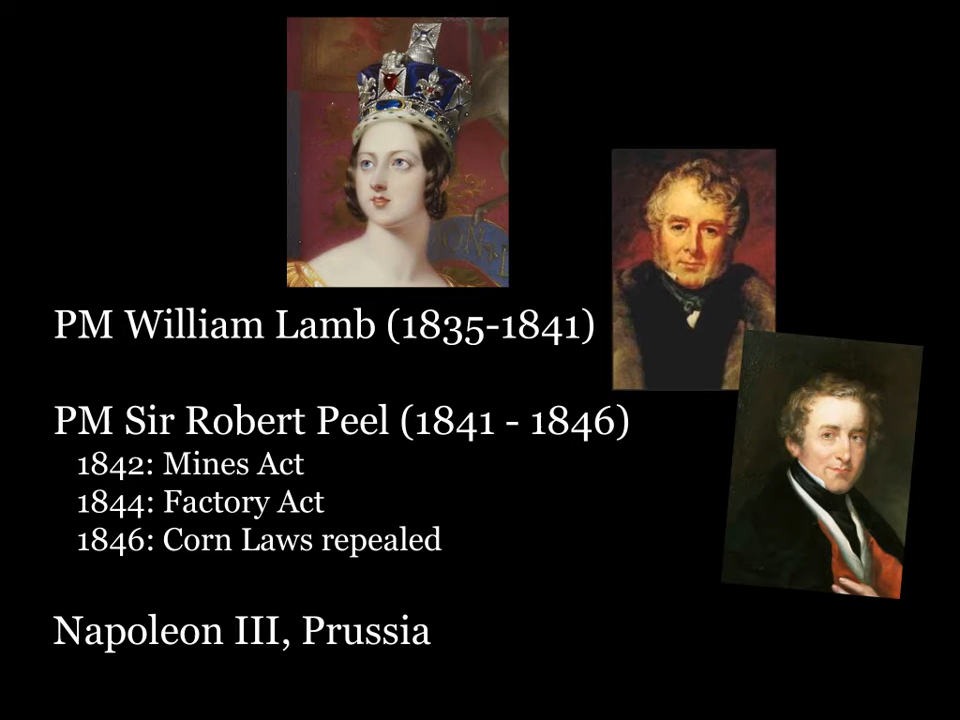 PM William Lamb (1835-1841)
PM Sir Robert Peel (1841 - 1846)
1842: Mines Act
1844: Factory Act
1846: Corn Laws repealed
Napoleon III, Prussia